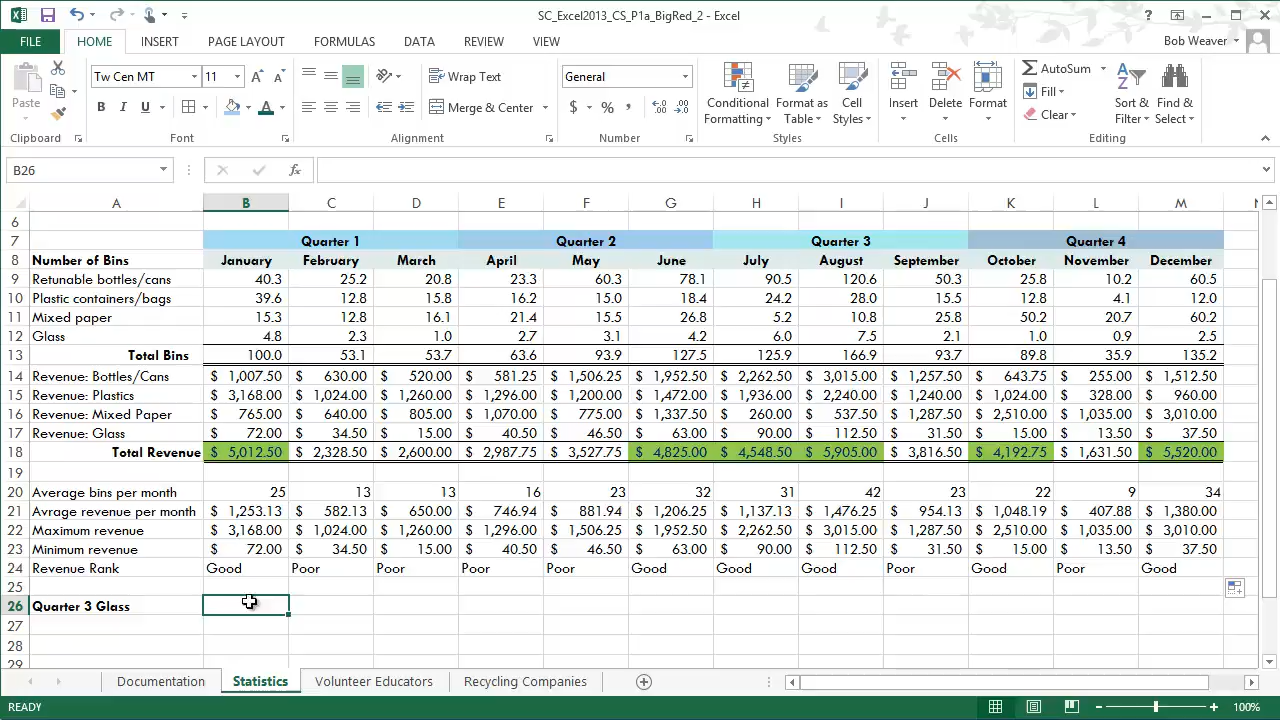 SC_Excel2013_CS_P1a_BigRed_2 - Excel
FILE HOME INSERT PAGE LAYOUT FORMULAS DATA REVIEW VIEW Bob Weaver
Tw Cen MT 11 Wrap Text General AutoSum
Paste Merge & Center Conditional Formatting Format as Table Cell Styles Insert Delete Format Fill Clear Sort & Filter Find & Select
Clipboard Font Alignment Number Styles Cells Editing
B26 fx
A B C D E F G H I J K L M
6
7 Quarter 1 Quarter 2 Quarter 3 Quarter 4
8 Number of Bins January February March April May June July August September October November December
9 Retunable bottles/cans 40.3 25.2 20.8 23.3 60.3 78.1 90.5 120.6 50.3 25.8 10.2 60.5
10 Plastic containers/bags 39.6 12.8 15.8 16.2 15.0 18.4 24.2 28.0 15.5 12.8 4.1 12.0
11 Mixed paper 15.3 12.8 16.1 21.4 15.5 26.8 5.2 10.8 25.8 50.2 20.7 60.2
12 Glass 4.8 2.3 1.0 2.7 3.1 4.2 6.0 7.5 2.1 1.0 0.9 2.5
13 Total Bins 100.0 53.1 53.7 63.6 93.9 127.5 125.9 166.9 93.7 89.8 35.9 135.2
14 Revenue: Bottles/Cans $ 1,007.50 $ 630.00 $ 520.00 $ 581.25 $ 1,506.25 $ 1,952.50 $ 2,262.50 $ 3,015.00 $ 1,257.50 $ 643.75 $ 255.00 $ 1,512.50
15 Revenue: Plastics $ 3,168.00 $ 1,024.00 $ 1,260.00 $ 1,296.00 $ 1,200.00 $ 1,472.00 $ 1,936.00 $ 2,240.00 $ 1,240.00 $ 1,024.00 $ 328.00 $ 960.00
16 Revenue: Mixed Paper $ 765.00 $ 640.00 $ 805.00 $ 1,070.00 $ 775.00 $ 1,337.50 $ 260.00 $ 537.50 $ 1,287.50 $ 2,510.00 $ 1,035.00 $ 3,010.00
17 Revenue: Glass $ 72.00 $ 34.50 $ 15.00 $ 40.50 $ 46.50 $ 63.00 $ 90.00 $ 112.50 $ 31.50 $ 15.00 $ 13.50 $ 37.50
18 Total Revenue $ 5,012.50 $ 2,328.50 $ 2,600.00 $ 2,987.75 $ 3,527.75 $ 4,825.00 $ 4,548.50 $ 5,905.00 $ 3,816.50 $ 4,192.75 $ 1,631.50 $ 5,520.00
19
20 Average bins per month 25 13 13 16 23 32 31 42 23 22 9 34
21 Avrage revenue per month $ 1,253.13 $ 582.13 $ 650.00 $ 746.94 $ 881.94 $ 1,206.25 $ 1,137.13 $ 1,476.25 $ 954.13 $ 1,048.19 $ 407.88 $ 1,380.00
22 Maximum revenue $ 3,168.00 $ 1,024.00 $ 1,260.00 $ 1,296.00 $ 1,506.25 $ 1,952.50 $ 2,262.50 $ 3,015.00 $ 1,287.50 $ 2,510.00 $ 1,035.00 $ 3,010.00
23 Minimum revenue $ 72.00 $ 34.50 $ 15.00 $ 40.50 $ 46.50 $ 63.00 $ 90.00 $ 112.50 $ 31.50 $ 15.00 $ 13.50 $ 37.50
24 Revenue Rank Good Poor Poor Poor Poor Good Good Good Poor Good Poor Good
25
26 Quarter 3 Glass
27
28
29
Documentation Statistics Volunteer Educators Recycling Companies
READY 100%